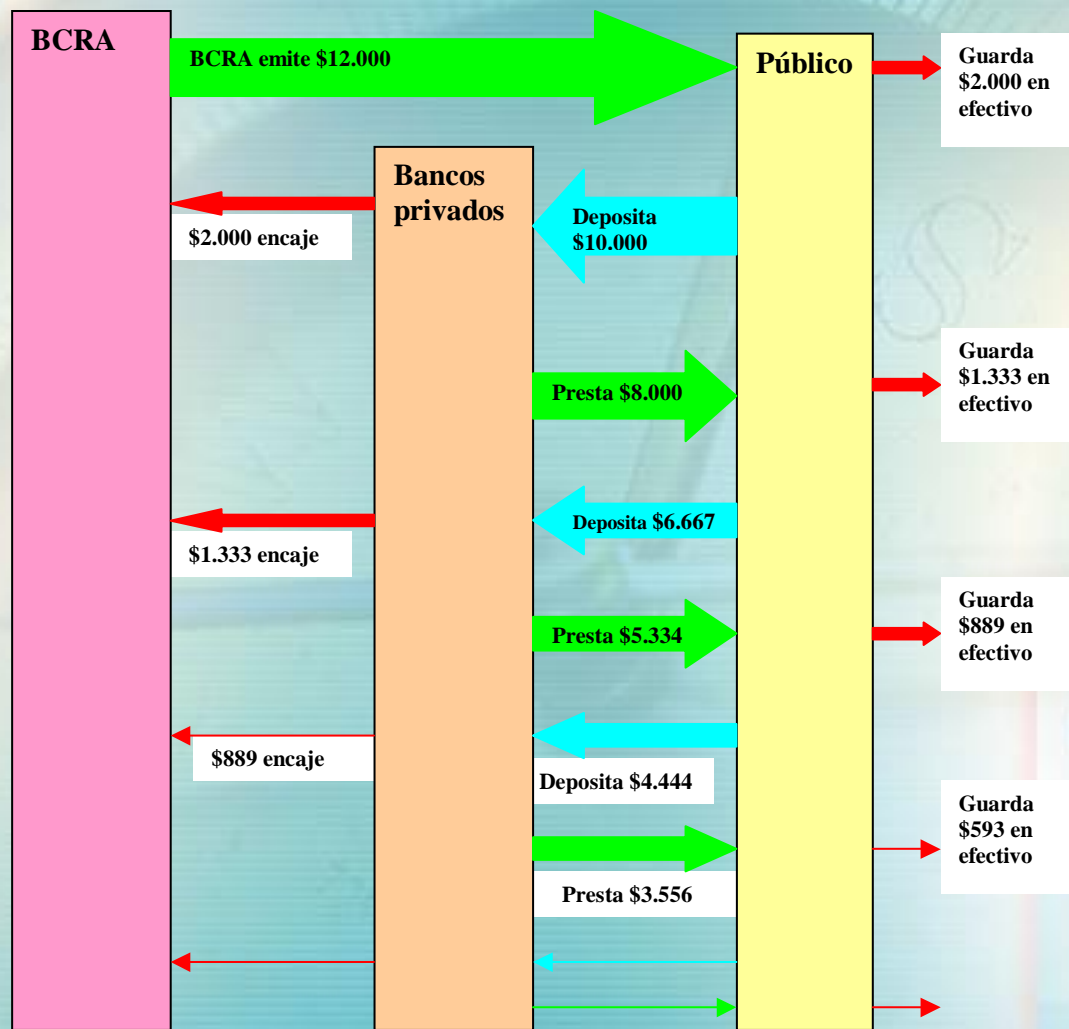 BCRA
BCRA emite $12.000
Público
Guarda
$2.000 en
efectivo
Bancos
privados
$2.000 encaje
Deposita
$10.000
Presta $8.000
Guarda
$1.333 en
efectivo
Deposita $6.667
$1.333 encaje
Presta $5.334
Guarda
$889 en
efectivo
$889 encaje
Deposita $4.444
Guarda
$593 en
efectivo
Presta $3.556